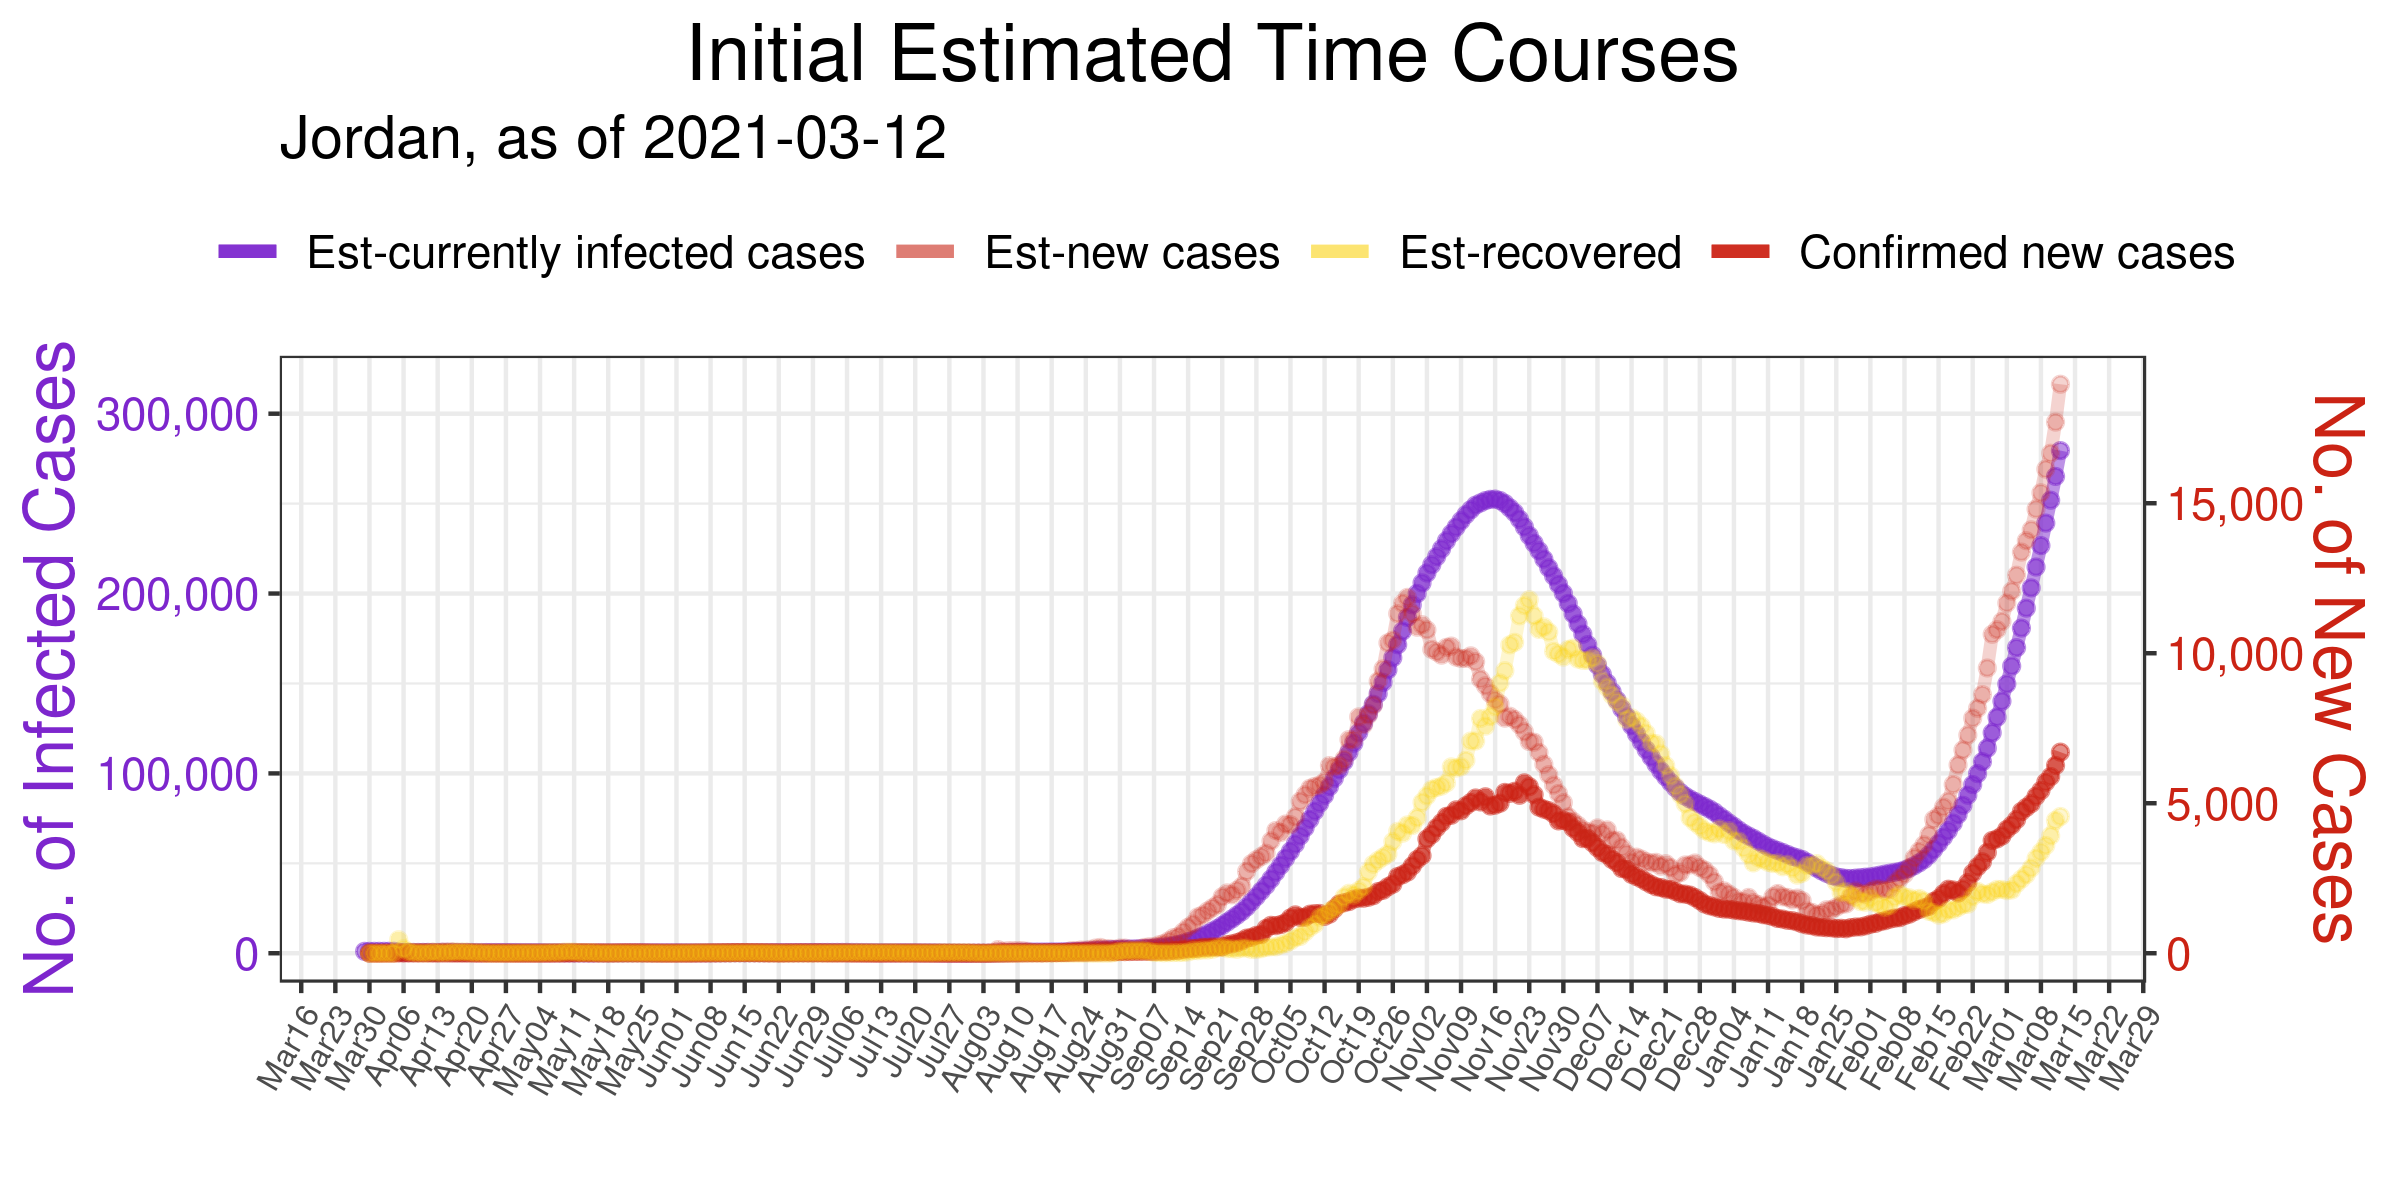 Initial Estimated Time Courses
Jordan, as of 2021-03-12
Est-currently infected cases Est-new cases Est-recovered Confirmed new cases
No. of Infected Cases
300,000
200,000
100,000
0
15,000
10,000
5,000
0
No. of New Cases
Mar16 Mar23 Mar30 Apr06 Apr13 Apr20 Apr27 May04 May11 May18 May25 Jun01 Jun08 Jun15 Jun22 Jun29 Jul06 Jul13 Jul20 Jul27 Aug03 Aug10 Aug17 Aug24 Aug31 Sep07 Sep14 Sep21 Sep28 Oct05 Oct12 Oct19 Oct26 Nov02 Nov09 Nov16 Nov23 Nov30 Dec07 Dec14 Dec21 Dec28 Jan04 Jan11 Jan18 Jan25 Feb01 Feb08 Feb15 Feb22 Mar01 Mar08 Mar15 Mar22 Mar29